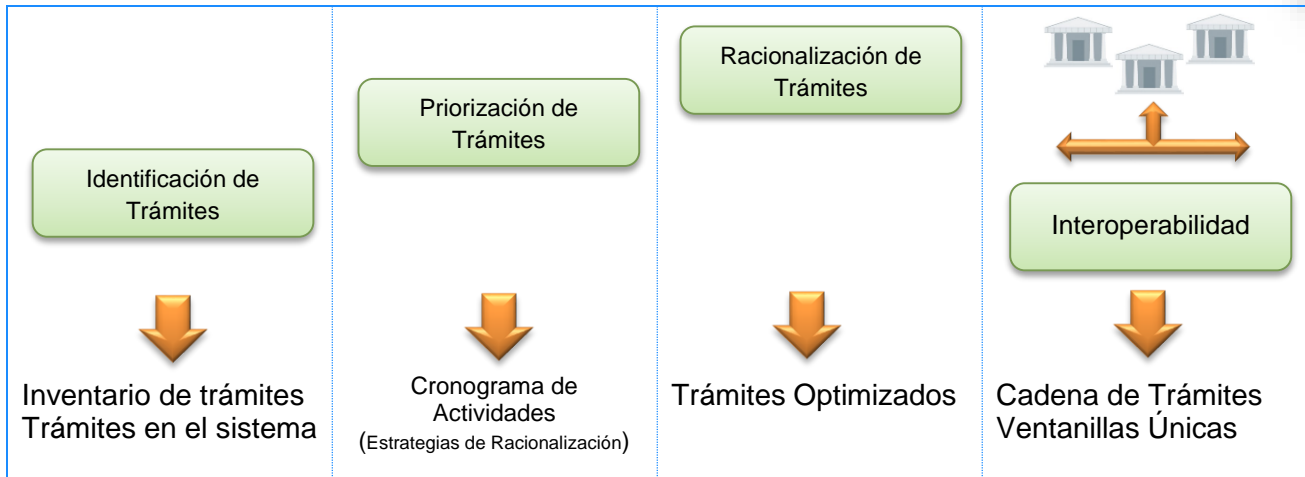 Identificación de
Trámites
Inventario de trámites
Trámites en el sistema
Priorización de
Trámites
Cronograma de
Actividades
(Estrategias de Racionalización)
Racionalización de
Trámites
Trámites Optimizados
Interoperabilidad
Cadena de Trámites
Ventanillas Únicas